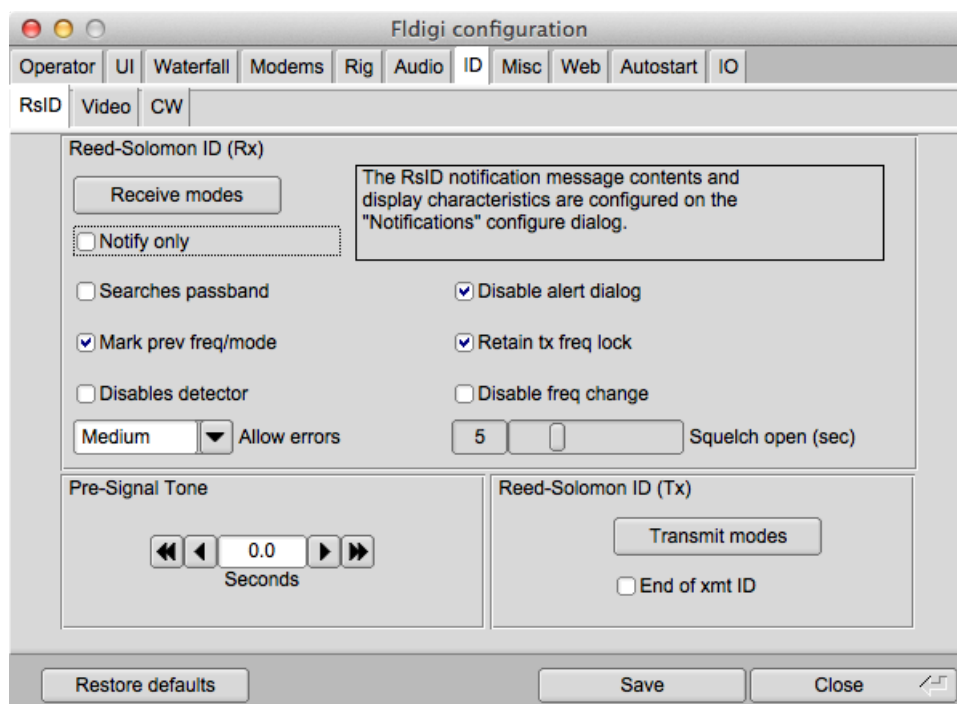 Fldigi configuration
Operator UI Waterfall Modems Rig Audio ID Misc Web Autostart IO
RsID Video CW
Reed-Solomon ID (Rx)
Receive modes
The RsID notification message contents and
display characteristics are configured on the
"Notifications" configure dialog.
Notify only
Searches passband
Disable alert dialog
Mark prev freq/mode
Retain tx freq lock
Disables detector
Disable freq change
Medium Allow errors
5 Squelch open (sec)
Pre-Signal Tone
0.0
Seconds
Reed-Solomon ID (Tx)
Transmit modes
End of xmt ID
Restore defaults
Save
Close